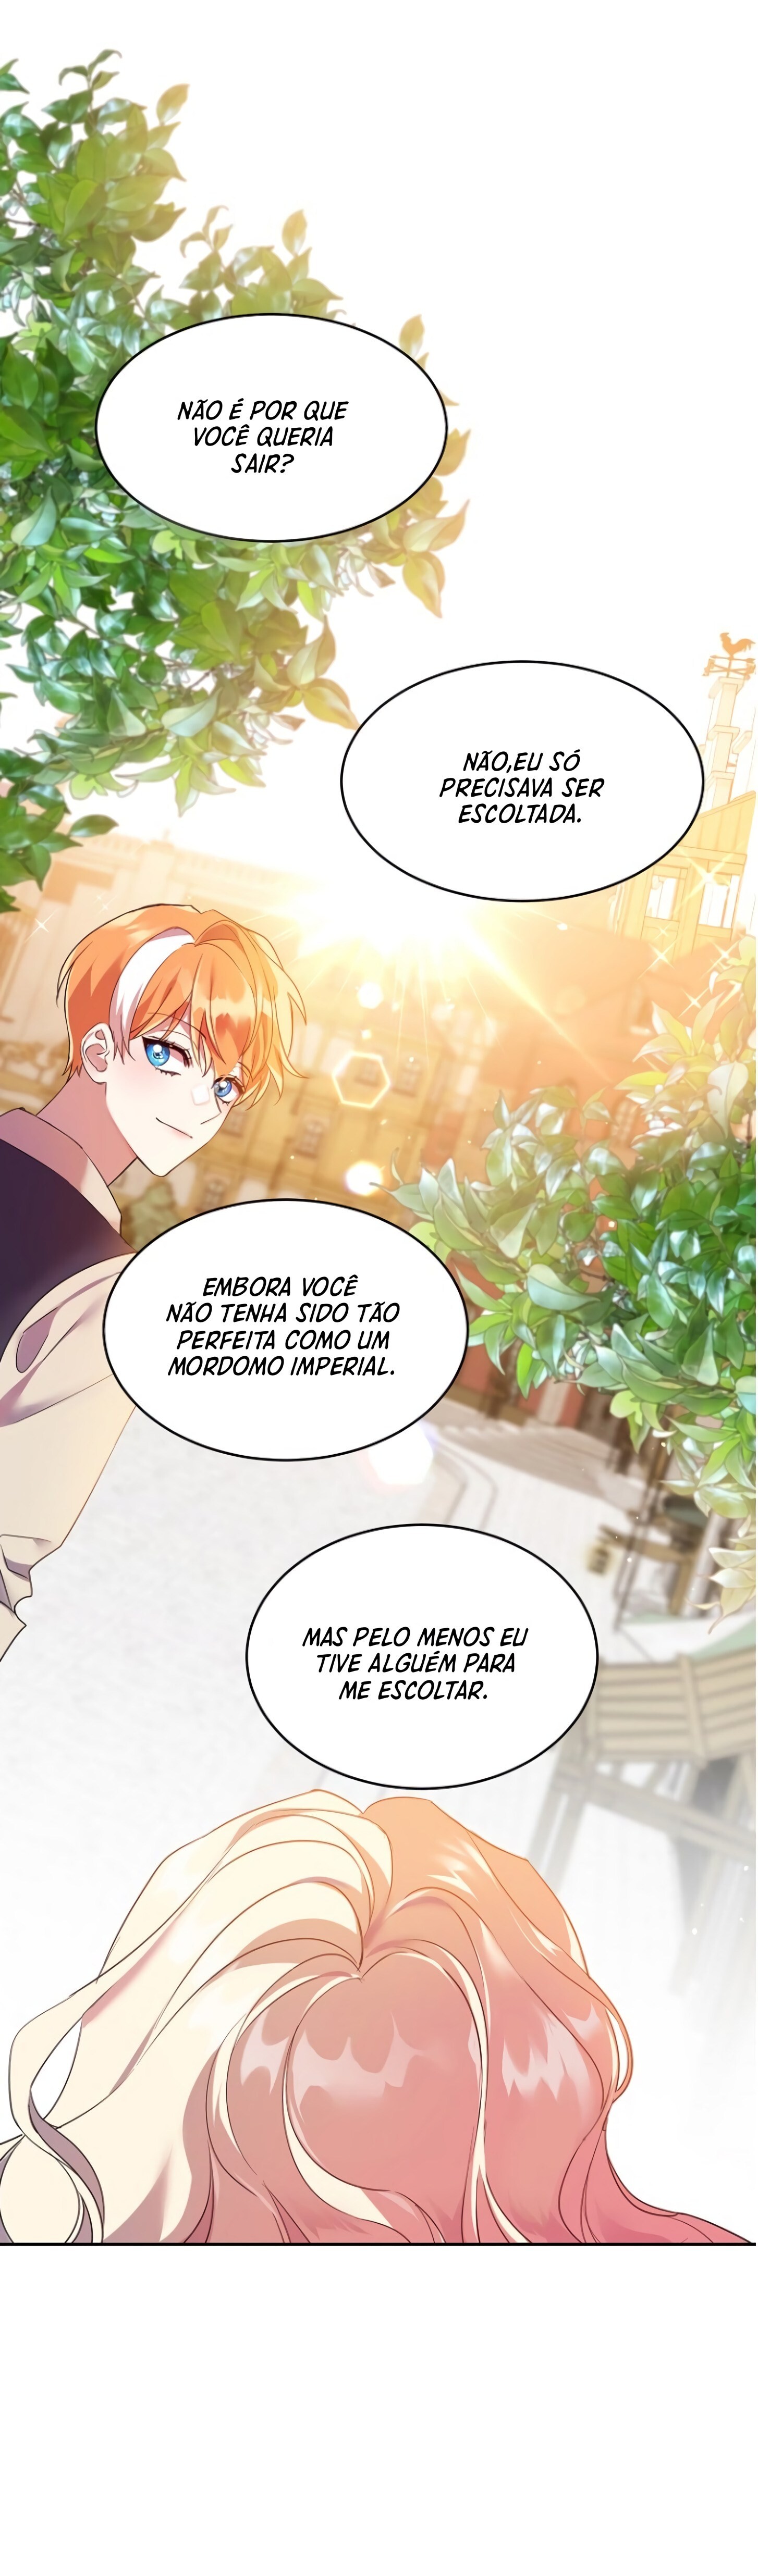 NÃO É POR QUE
VOCÊ QUERIA
SAIR?
NÃO,EU SÓ
PRECISAVA SER
ESCOLTADA.
EMBORA VOCÊ
NÃO TENHA SIDO TÃO
PERFEITA COMO UM
MORDOMO IMPERIAL.
MAS PELO MENOS EU
TIVE ALGUÉM PARA
ME ESCOLTAR.